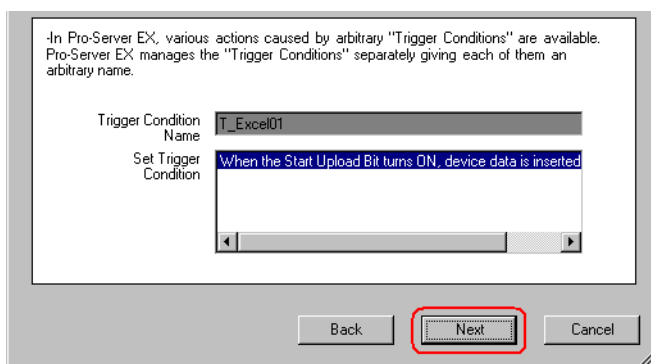 -In Pro-Server EX, various actions caused by arbitrary "Trigger Conditions" are available.
Pro-Server EX manages the "Trigger Conditions" separately giving each of them an
arbitrary name.
Trigger Condition
Name
T_Excel01
Set Trigger
Condition
When the Start Upload Bit turns ON, device data is inserted
Back
Next
Cancel